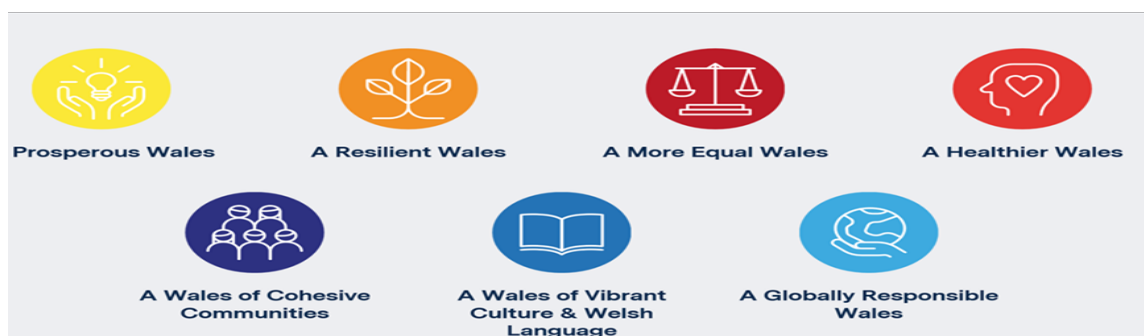 Prosperous Wales
A Resilient Wales
A More Equal Wales
A Healthier Wales
A Wales of Cohesive
Communities
A Wales of Vibrant
Culture & Welsh
Language
A Globally Responsible
Wales